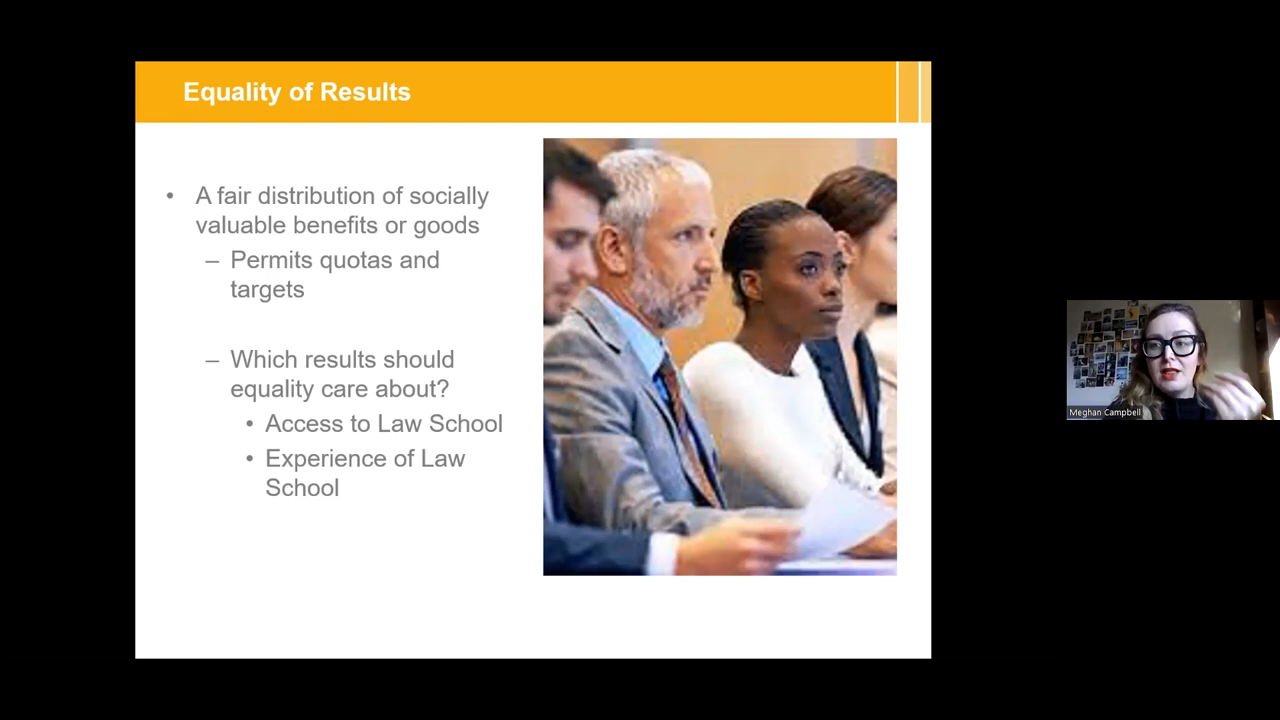 Equality of Results
• A fair distribution of socially
valuable benefits or goods
– Permits quotas and
targets
– Which results should
equality care about?
• Access to Law School
• Experience of Law
School
Meghan Campbell